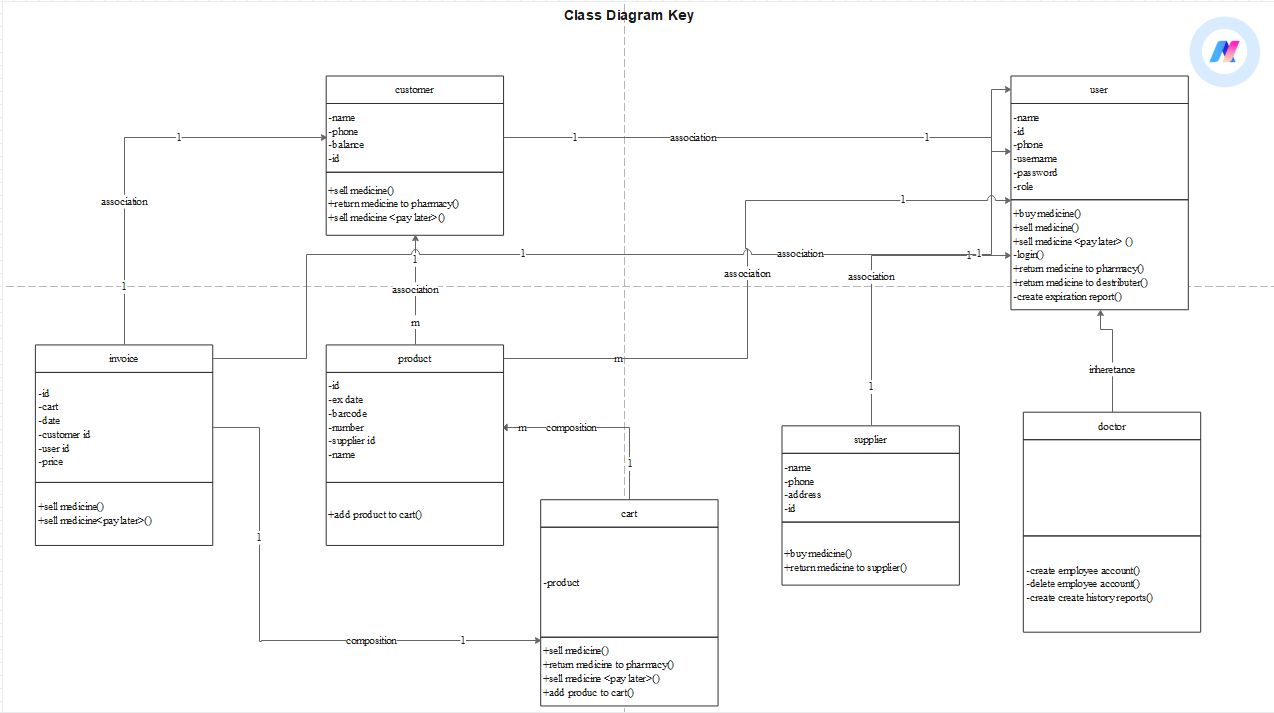 Class Diagram Key
customer
-name
-phone
-balance
-id
+sell medicine()
+return medicine to pharmacy()
+sell medicine <pay later>()
user
-name
-id
-phone
-username
-password
-role
+buy medicine()
+sell medicine()
+sell medicine <pay later> ()
-login()
+return medicine to pharmacy()
+return medicine to destributer()
-create expiration report()
1
association
1
1
association
1
1
association
m
1
association
1
m
association
1
1
association
1
inheretance
invoice
-id
-cart
-date
-customer id
-user id
-price
+sell medicine()
+sell medicine<pay later>()
product
-id
-ex date
-barcode
-number
-supplier id
-name
+add product to cart()
m
composition
1
1
composition
1
cart
-product
+sell medicine()
+return medicine to pharmacy()
+sell medicine <pay later>()
+add produc to cart()
supplier
-name
-phone
-address
-id
+buy medicine()
+return medicine to supplier()
doctor
-create employee account()
-delete employee account()
-create create history reports()